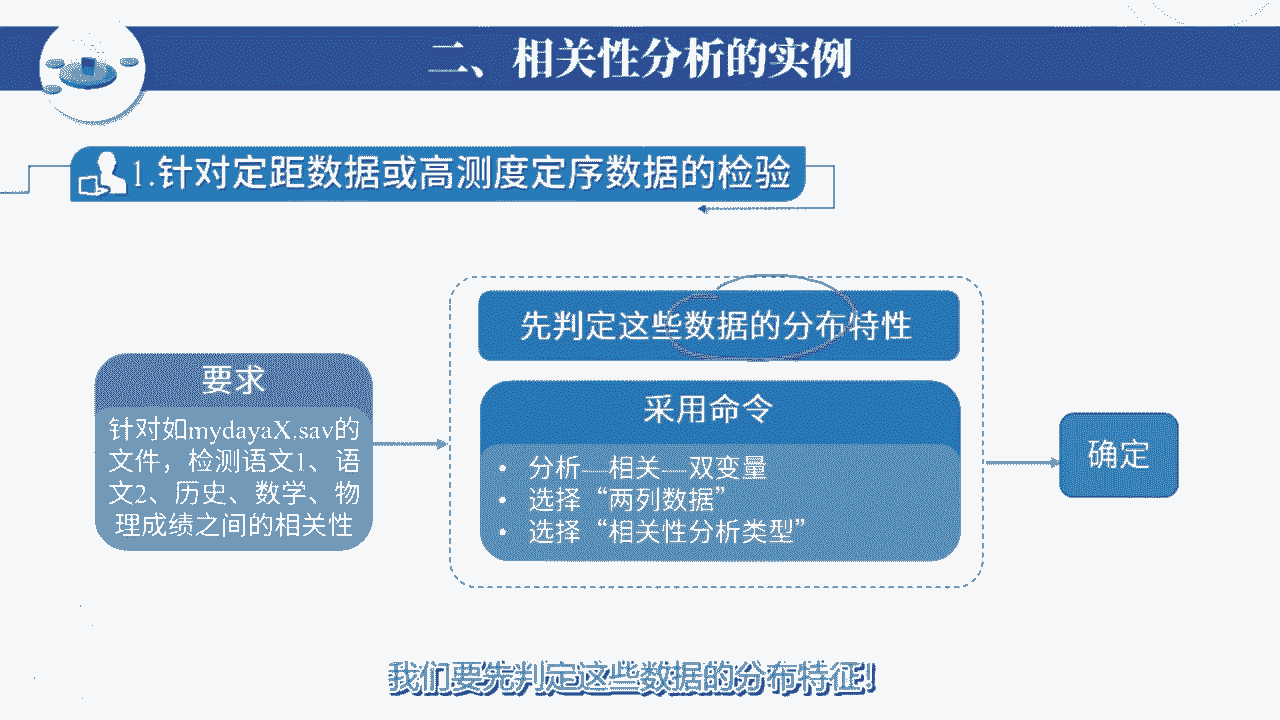 二、相关性分析的实例
1.针对定距数据或高测度定序数据的检验
先判定这些数据的分布特性
要求
针对如mydayaX.sav的
文件，检测语文1、语
文2、历史、数学、物
理成绩之间的相关性
采用命令
• 分析—相关—双变量
• 选择“两列数据”
• 选择“相关性分析类型”
确定
我们要先判定这些数据的分布特征!